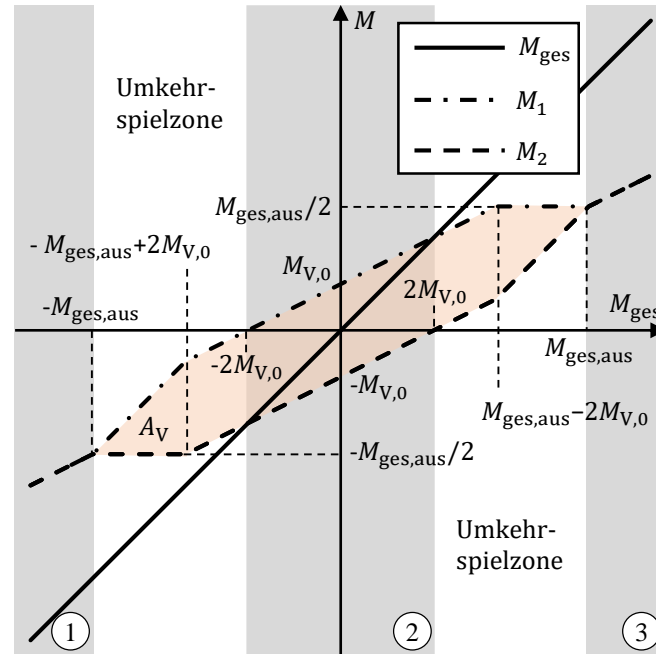 M
M_ges
M_1
M_2
Umkehr-
spielzone
M_ges,aus/2
- M_ges,aus+2M_V,0
M_V,0
-M_ges,aus
2M_V,0
M_ges
-2M_V,0
M_ges,aus
-M_V,0
A_V
M_ges,aus−2M_V,0
-M_ges,aus/2
Umkehr-
spielzone
1 2 3